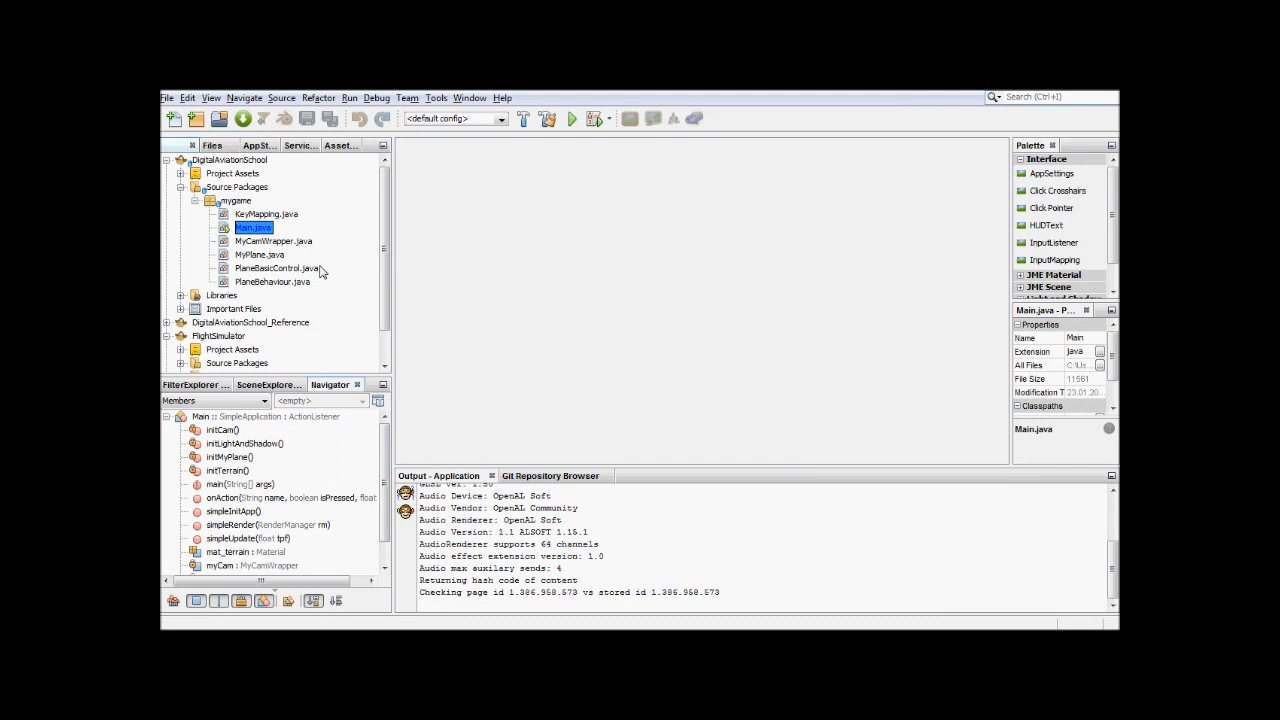 File Edit View Navigate Source Refactor Run Debug Team Tools Window Help
Search (Ctrl+I)
<default config>
Files AppSt... Servic... Asset...
DigitalAviationSchool
Project Assets
Source Packages
mygame
KeyMapping.java
Main.java
MyCamWrapper.java
MyPlane.java
PlaneBasicControl.java
PlaneBehaviour.java
Libraries
Important Files
DigitalAviationSchool_Reference
FlightSimulator
Project Assets
Source Packages
FilterExplorer ... SceneExplore... Navigator
Members <empty>
Main :: SimpleApplication : ActionListener
initCam()
initLightAndShadow()
initMyPlane()
initTerrain()
main(String[] args)
onAction(String name, boolean isPressed, float
simpleInitApp()
simpleRender(RenderManager rm)
simpleUpdate(float tpf)
mat_terrain : Material
myCam : MyCamWrapper
Output - Application Git Repository Browser
Audio Device: OpenAL Soft
Audio Vendor: OpenAL Community
Audio Renderer: OpenAL Soft
Audio Version: 1.1 ALSOFT 1.15.1
AudioRenderer supports 64 channels
Audio effect extension version: 1.0
Audio max auxilary sends: 4
Returning hash code of content
Checking page id 1.386.958.573 vs stored id 1.386.958.573
Palette
Interface
AppSettings
Click Crosshairs
Click Pointer
HUDText
InputListener
InputMapping
JME Material
JME Scene
Main.java - P...
Properties
Name Main
Extension java ...
All Files C:\Us... ...
File Size 11561
Modification T 23.01.20
Classpaths
Main.java